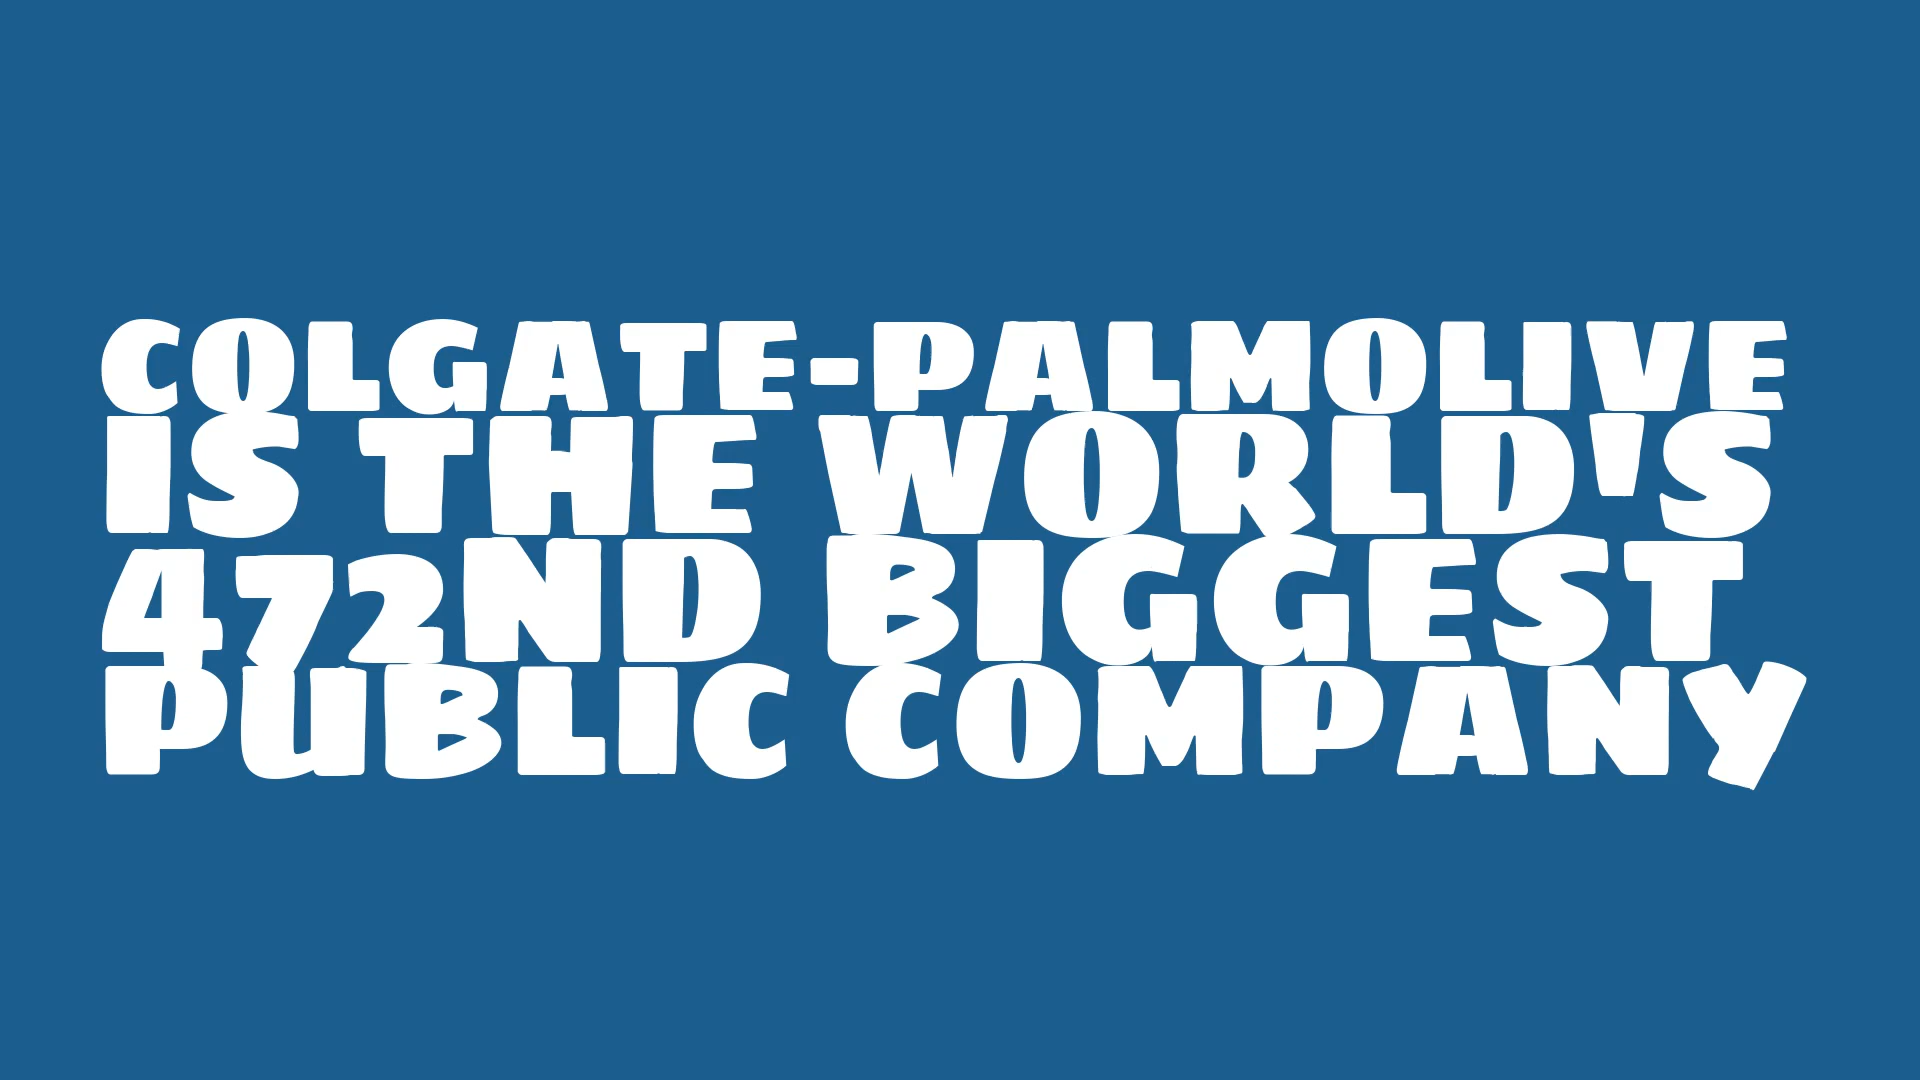 COLGATE-PALMOLIVE
IS THE WORLD'S
472ND BIGGEST
PUBLIC COMPANY